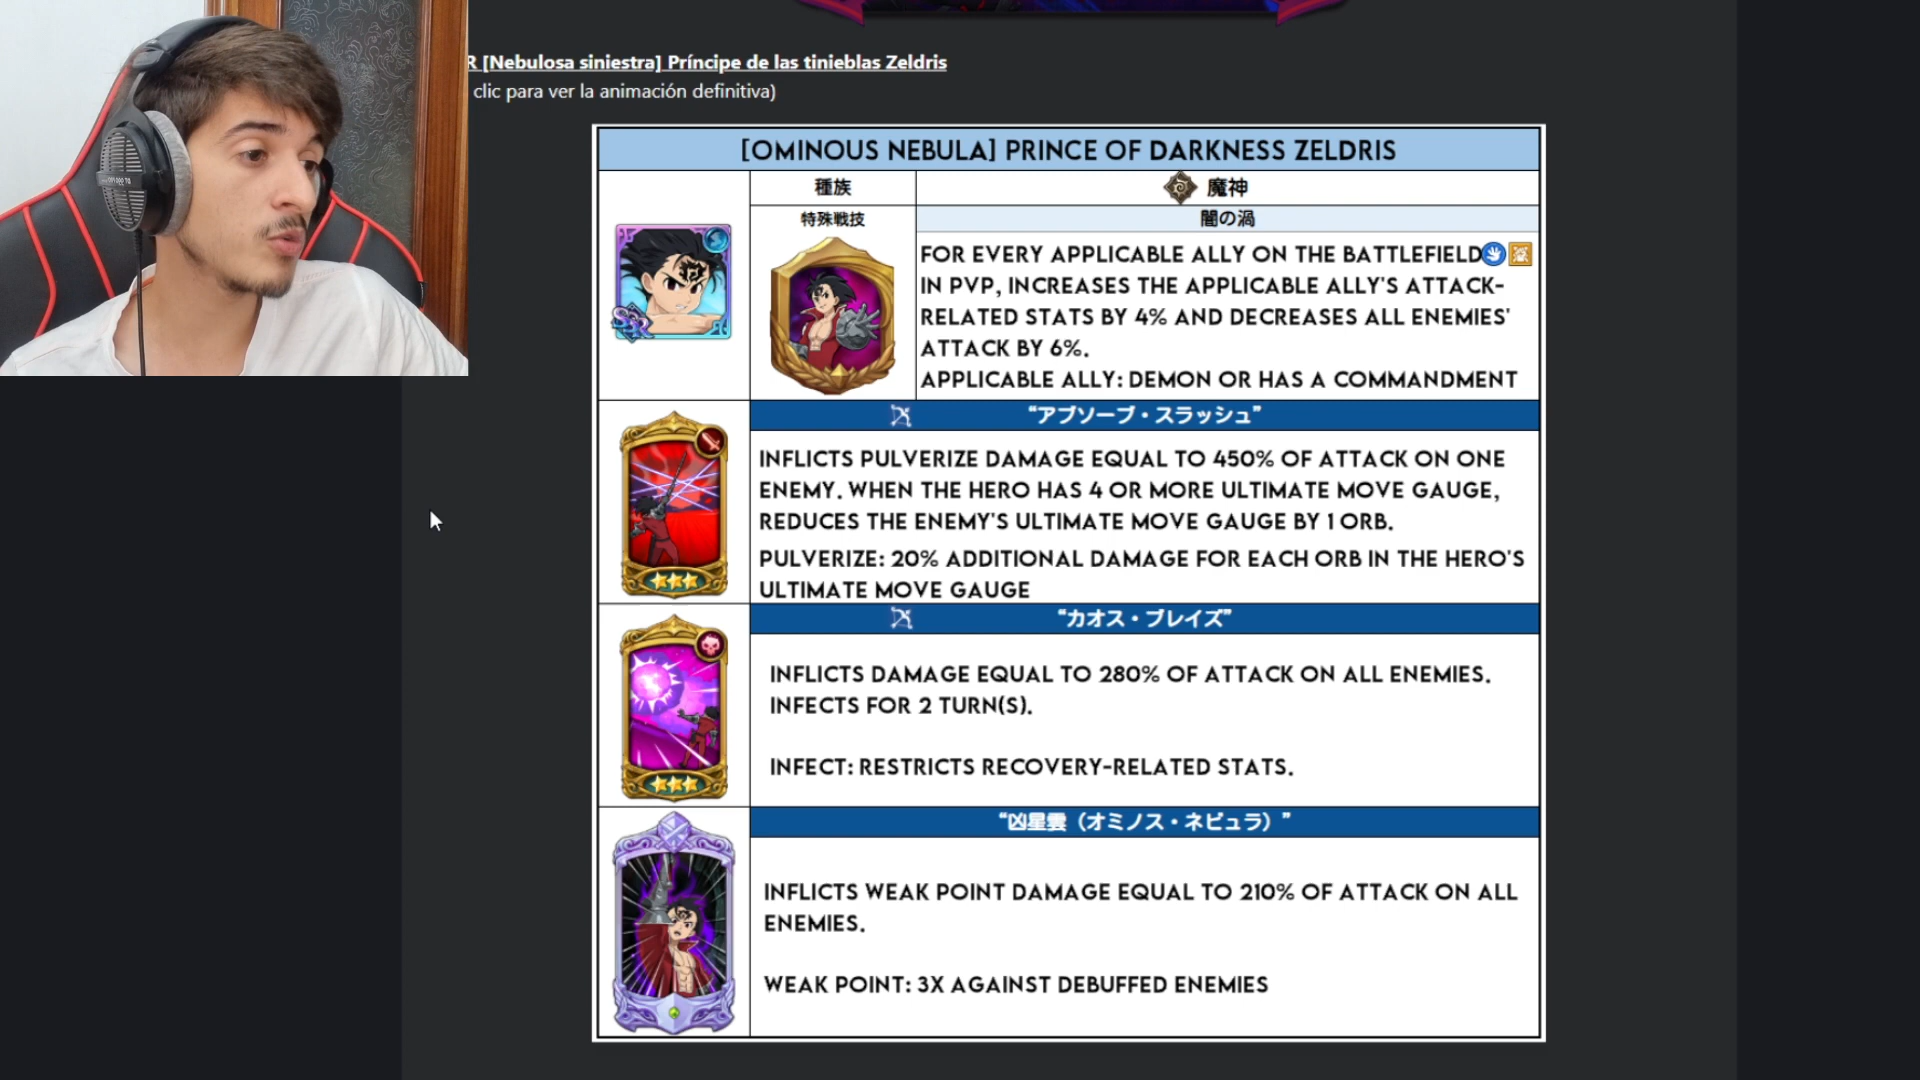 R [Nebulosa siniestra] Príncipe de las tinieblas Zeldris
clic para ver la animación definitiva)
[OMINOUS NEBULA] PRINCE OF DARKNESS ZELDRIS
種族
魔神
特殊戦技
闇の渦
SR
FOR EVERY APPLICABLE ALLY ON THE BATTLEFIELD
IN PVP, INCREASES THE APPLICABLE ALLY'S ATTACK-
RELATED STATS BY 4% AND DECREASES ALL ENEMIES'
ATTACK BY 6%.
APPLICABLE ALLY: DEMON OR HAS A COMMANDMENT
“アブソーブ・スラッシュ”
INFLICTS PULVERIZE DAMAGE EQUAL TO 450% OF ATTACK ON ONE
ENEMY. WHEN THE HERO HAS 4 OR MORE ULTIMATE MOVE GAUGE,
REDUCES THE ENEMY'S ULTIMATE MOVE GAUGE BY 1 ORB.
PULVERIZE: 20% ADDITIONAL DAMAGE FOR EACH ORB IN THE HERO'S
ULTIMATE MOVE GAUGE
“カオス・ブレイズ”
INFLICTS DAMAGE EQUAL TO 280% OF ATTACK ON ALL ENEMIES.
INFECTS FOR 2 TURN(S).
INFECT: RESTRICTS RECOVERY-RELATED STATS.
“凶星雲（オミノス・ネビュラ）”
INFLICTS WEAK POINT DAMAGE EQUAL TO 210% OF ATTACK ON ALL
ENEMIES.
WEAK POINT: 3X AGAINST DEBUFFED ENEMIES